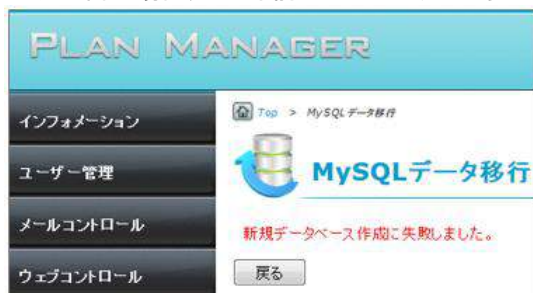 PLAN MANAGER
インフォメーション
ユーザー管理
メールコントロール
ウェブコントロール
Top > MySQLデータ移行
MySQLデータ移行
新規データベース作成に失敗しました。
戻る